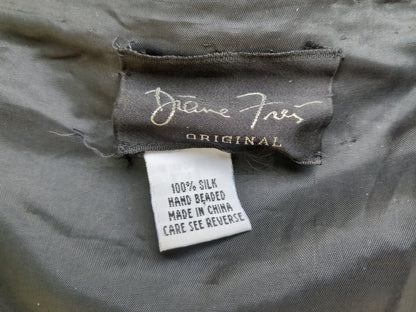 Diane Freis
ORIGINAL
100% SILK
HAND BEADED
MADE IN CHINA
CARE SEE REVERSE